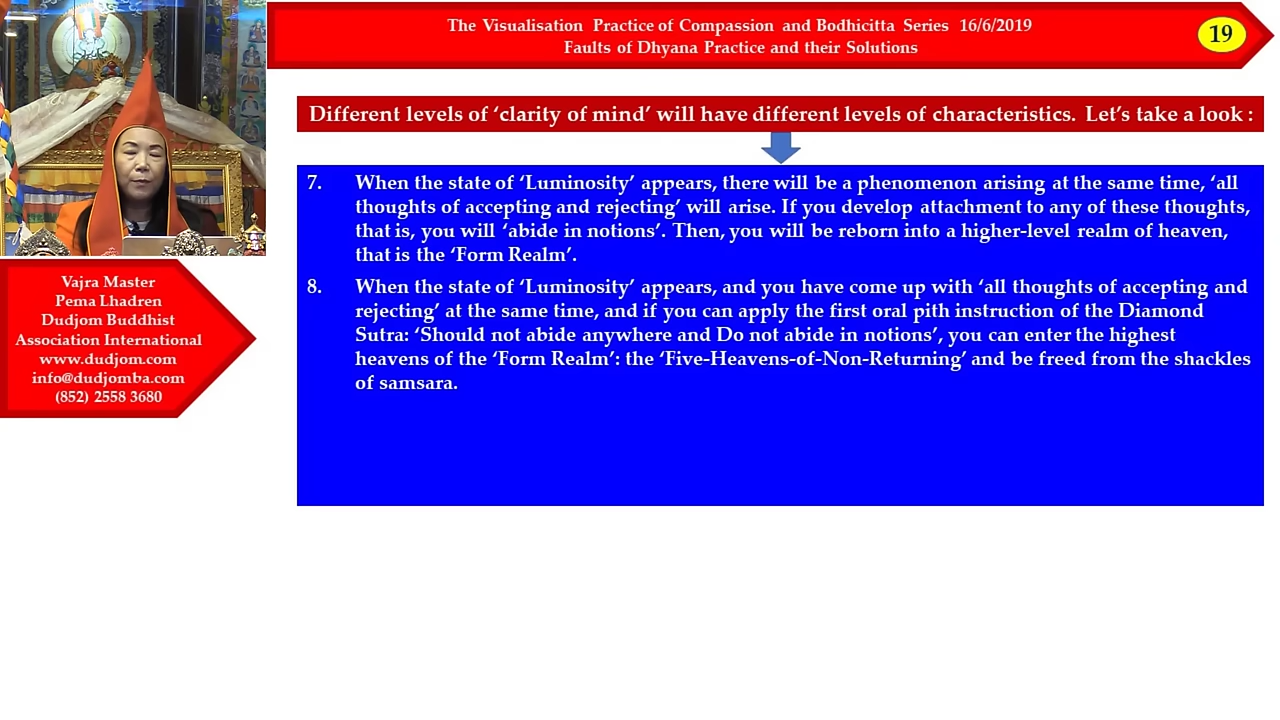 The Visualisation Practice of Compassion and Bodhicitta Series 16/6/2019
Faults of Dhyana Practice and their Solutions
19
Different levels of ‘clarity of mind’ will have different levels of characteristics. Let’s take a look :
7. When the state of ‘Luminosity’ appears, there will be a phenomenon arising at the same time, ‘all
thoughts of accepting and rejecting’ will arise. If you develop attachment to any of these thoughts,
that is, you will ‘abide in notions’. Then, you will be reborn into a higher-level realm of heaven,
that is the ‘Form Realm’.
8. When the state of ‘Luminosity’ appears, and you have come up with ‘all thoughts of accepting and
rejecting’ at the same time, and if you can apply the first oral pith instruction of the Diamond
Sutra: ‘Should not abide anywhere and Do not abide in notions’, you can enter the highest
heavens of the ‘Form Realm’: the ‘Five-Heavens-of-Non-Returning’ and be freed from the shackles
of samsara.
Vajra Master
Pema Lhadren
Dudjom Buddhist
Association International
www.dudjom.com
info@dudjomba.com
(852) 2558 3680